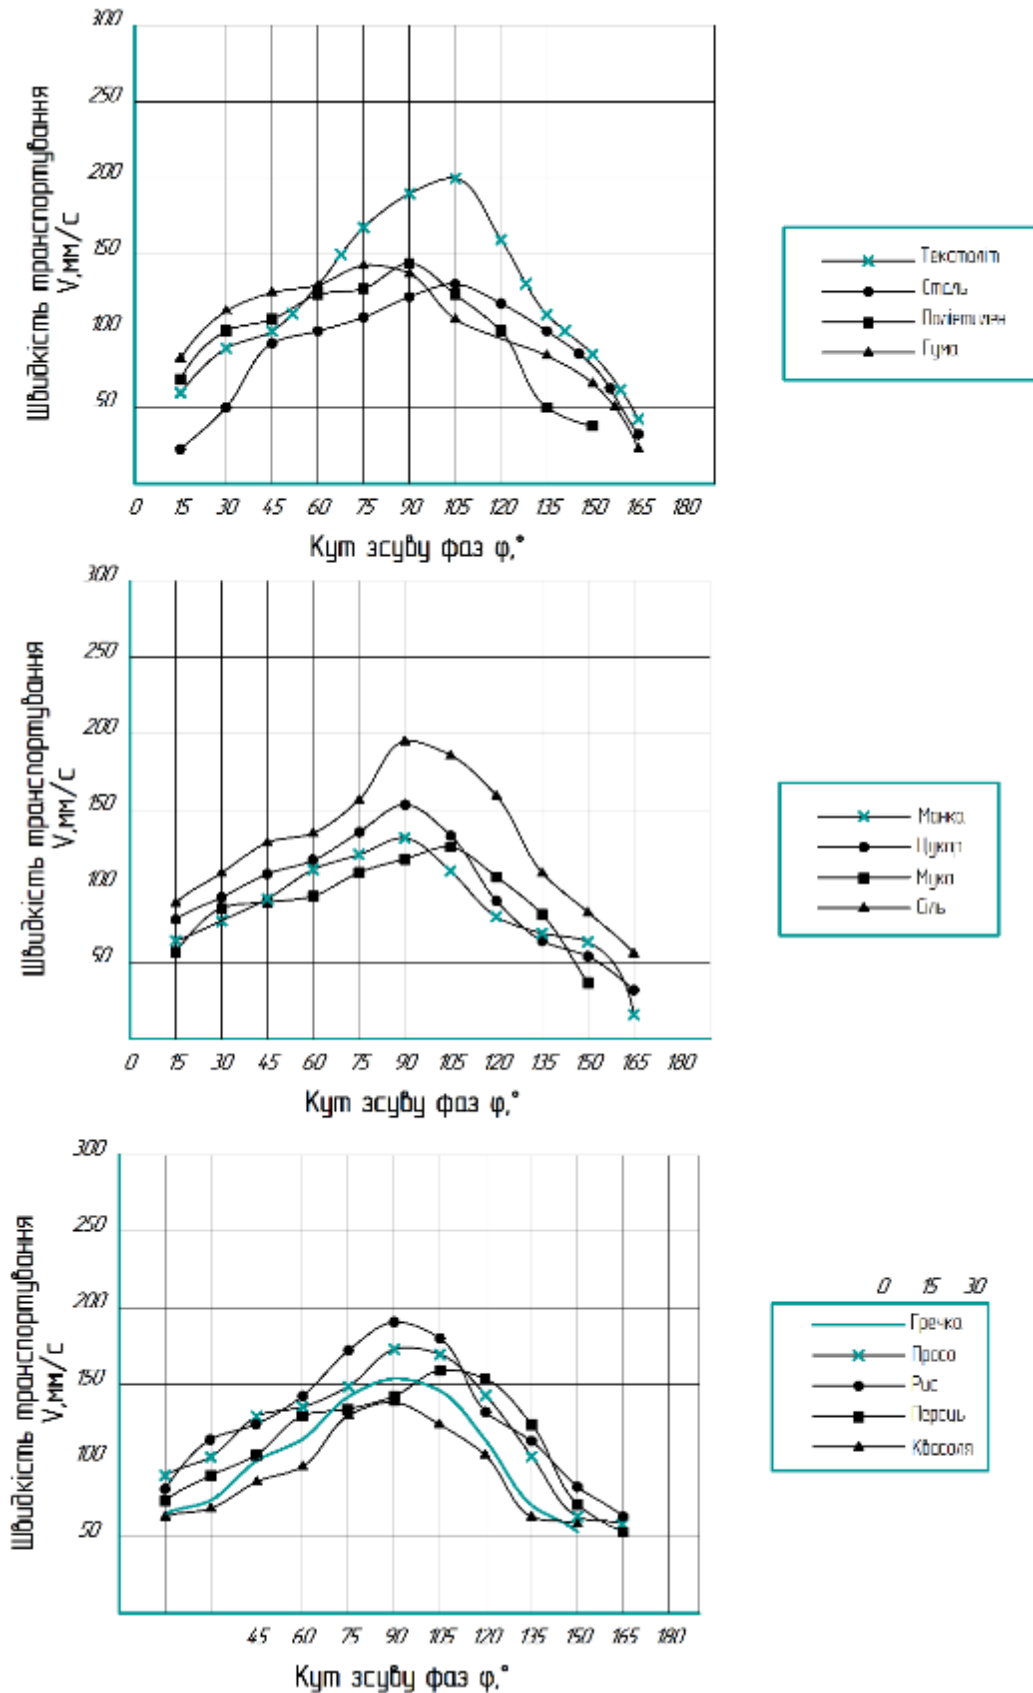 300
250
200
150
100
50
Швидкість транспортування
V,мм/с
0 15 30 45 60 75 90 105 120 135 150 165 180
Кут зсуву фаз φ,°
Текстоліт
Сталь
Поліетилен
Гума
300
250
200
150
100
50
Швидкість транспортування
V,мм/с
0 15 30 45 60 75 90 105 120 135 150 165 180
Кут зсуву фаз φ,°
Манка
Цукор
Мука
Сіль
300
250
200
150
100
50
Швидкість транспортування
V,мм/с
45 60 75 90 105 120 135 150 165 180
Кут зсуву фаз φ,°
0 15 30
Гречка
Просо
Рис
Перець
Квасоля